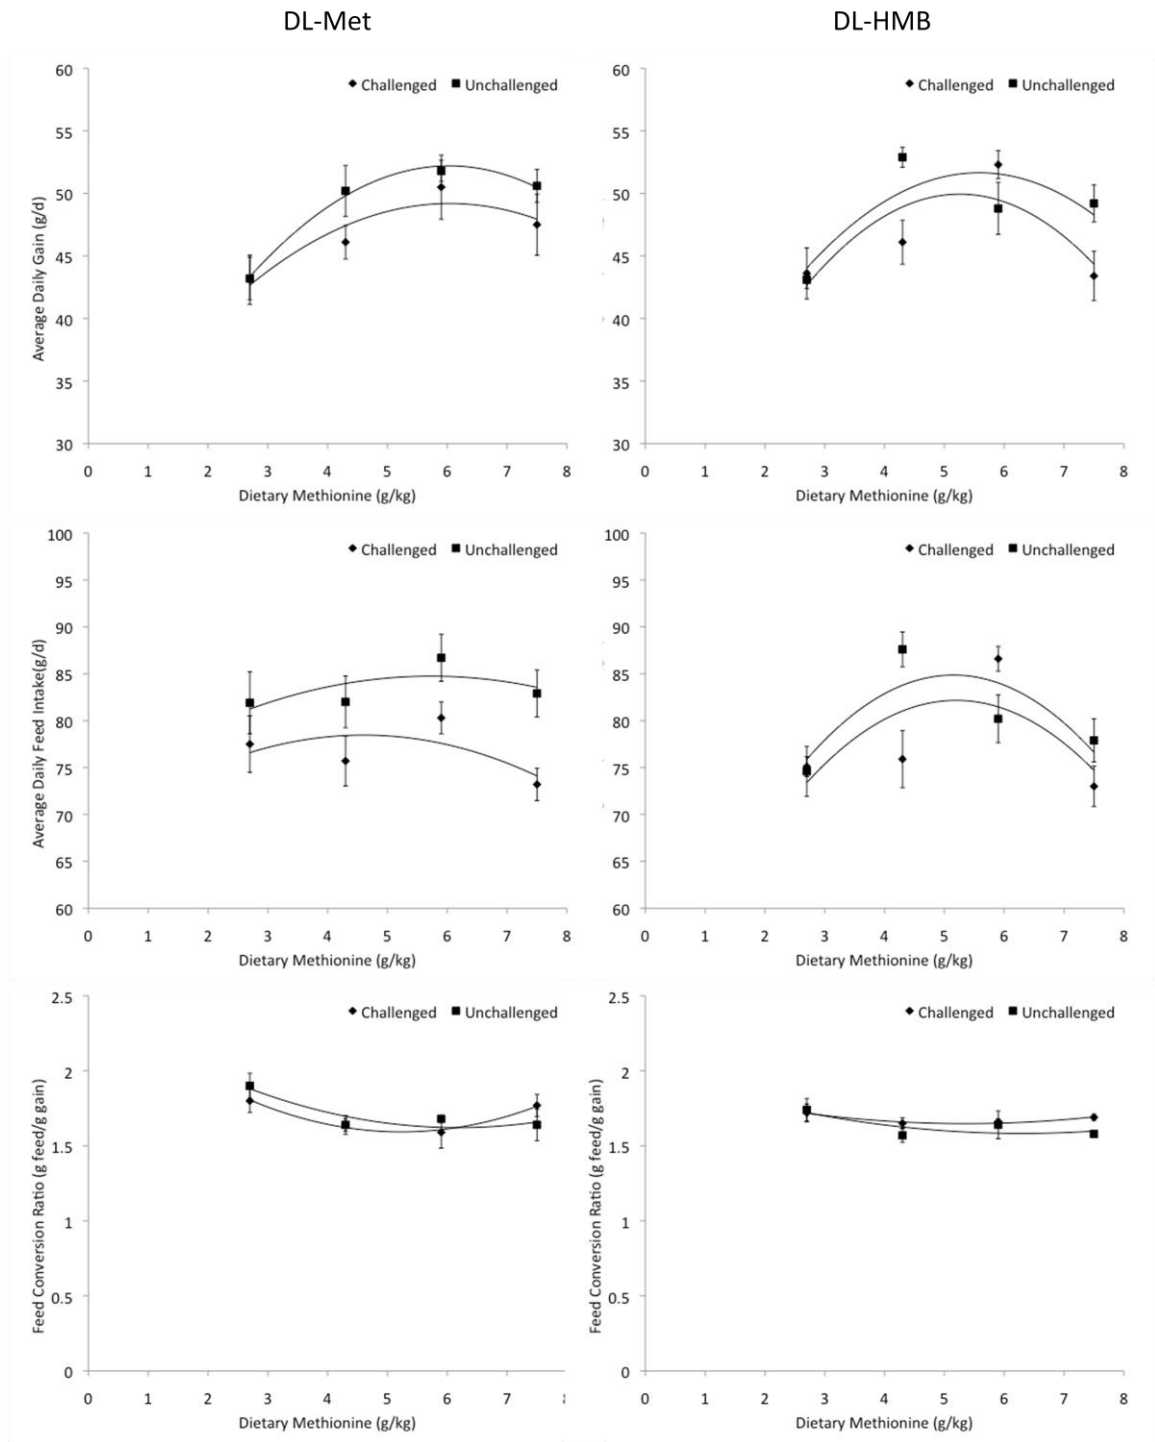 DL-Met
DL-HMB
60
55
50
45
40
35
30
Average Daily Gain (g/d)
Challenged Unchallenged
0 1 2 3 4 5 6 7 8
Dietary Methionine (g/kg)
60
55
50
45
40
35
30
Challenged Unchallenged
0 1 2 3 4 5 6 7 8
Dietary Methionine (g/kg)
100
95
90
85
80
75
70
65
60
Average Daily Feed Intake(g/d)
Challenged Unchallenged
0 1 2 3 4 5 6 7 8
Dietary Methionine (g/kg)
100
95
90
85
80
75
70
65
60
Challenged Unchallenged
0 1 2 3 4 5 6 7 8
Dietary Methionine (g/kg)
2.5
2
1.5
1
0.5
0
Feed Conversion Ratio (g feed/g gain)
Challenged Unchallenged
0 1 2 3 4 5 6 7
Dietary Methionine (g/kg)
2.5
2
1.5
1
0.5
0
Feed Conversion Ratio (g feed/g gain)
Challenged Unchallenged
0 1 2 3 4 5 6 7 8
Dietary Methionine (g/kg)